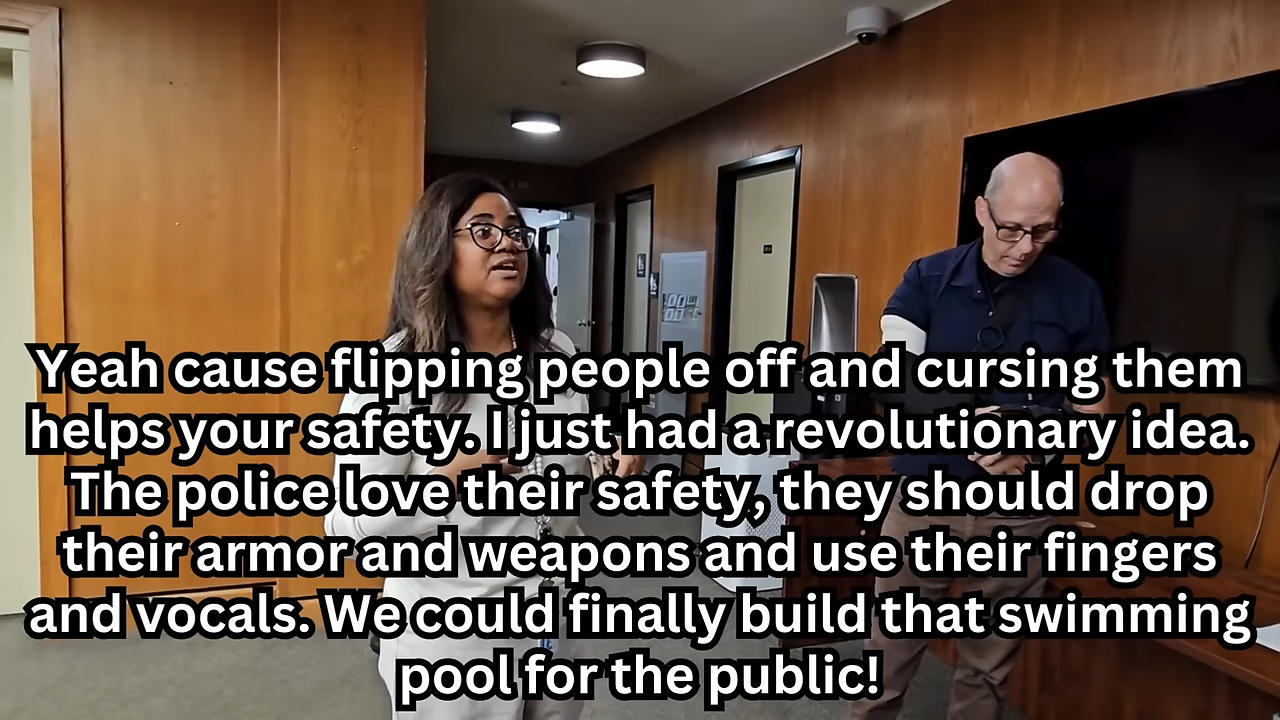 Yeah cause flipping people off and cursing them
helps your safety. I just had a revolutionary idea.
The police love their safety, they should drop
their armor and weapons and use their fingers
and vocals. We could finally build that swimming
pool for the public!